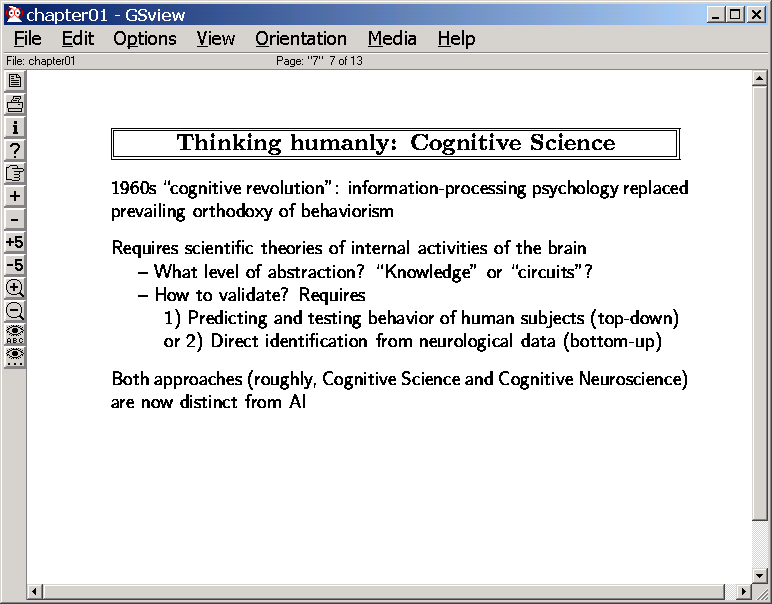 chapter01 - GSview
File Edit Options View Orientation Media Help
File: chapter01 Page: "7" 7 of 13
i
?
+
-
+5
-5
ABC
Thinking humanly: Cognitive Science
1960s “cognitive revolution”: information-processing psychology replaced
prevailing orthodoxy of behaviorism
Requires scientific theories of internal activities of the brain
– What level of abstraction? “Knowledge” or “circuits”?
– How to validate? Requires
1) Predicting and testing behavior of human subjects (top-down)
or 2) Direct identification from neurological data (bottom-up)
Both approaches (roughly, Cognitive Science and Cognitive Neuroscience)
are now distinct from AI